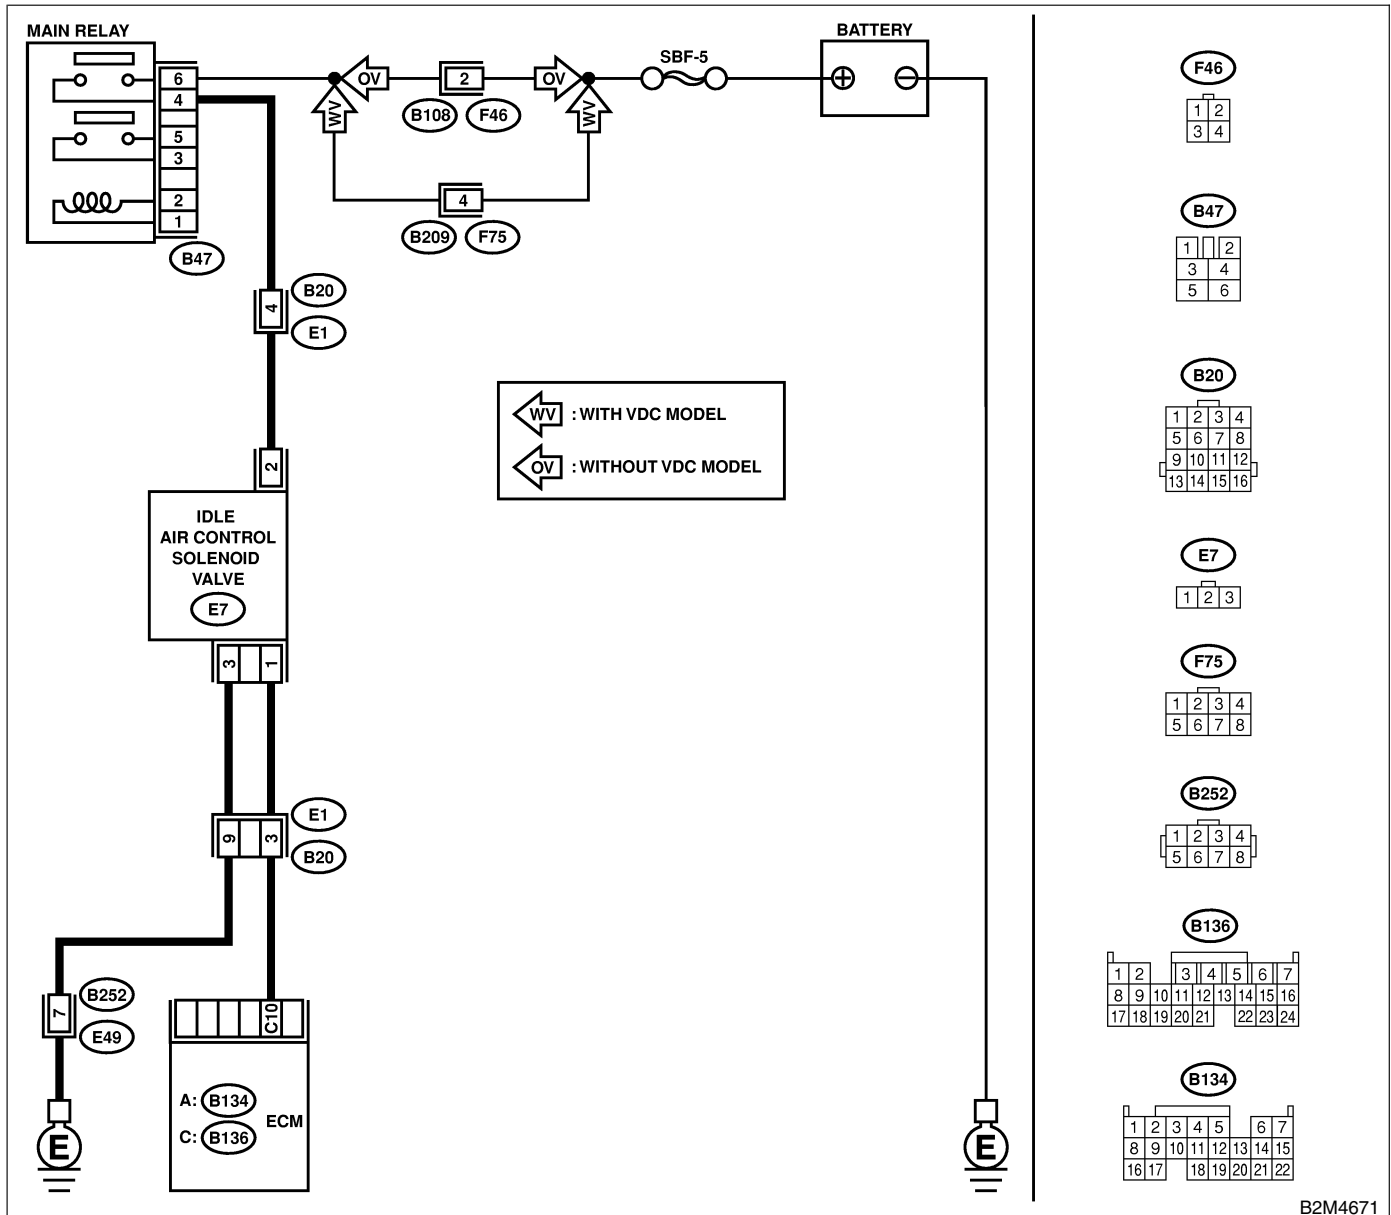 MAIN RELAY
6
4
5
3
2
1
B47
OV
WV
2
B108
F46
OV
WV
4
B209
F75
SBF-5
BATTERY
+
−
4
B20
E1
WV : WITH VDC MODEL
OV : WITHOUT VDC MODEL
2
IDLE
AIR CONTROL
SOLENOID
VALVE
E7
3
1
9
3
E1
B20
7
B252
E49
E
C10
A: B134
C: B136
ECM
E
F46
1 2
3 4
B47
1 2
3 4
5 6
B20
1 2 3 4
5 6 7 8
9 10 11 12
13 14 15 16
E7
1 2 3
F75
1 2 3 4
5 6 7 8
B252
1 2 3 4
5 6 7 8
B136
1 2 3 4 5 6 7
8 9 10 11 12 13 14 15 16
17 18 19 20 21 22 23 24
B134
1 2 3 4 5 6 7
8 9 10 11 12 13 14 15
16 17 18 19 20 21 22
B2M4671